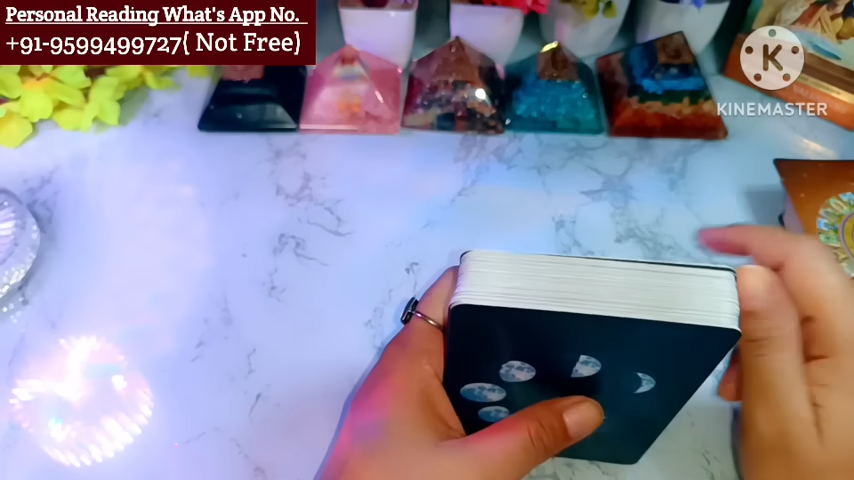 Personal Reading What's App No.
+91-9599499727( Not Free)
K
KINEMASTER